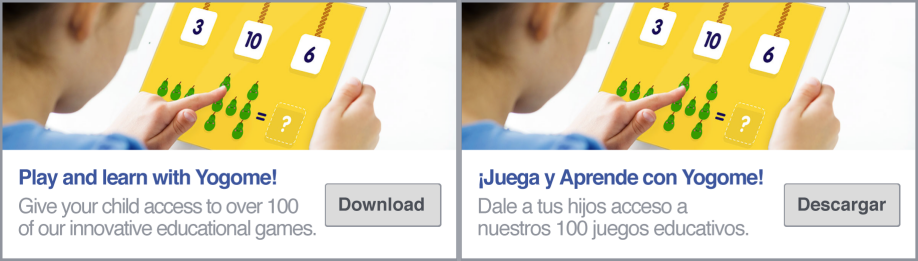 3
10
6
= ?
Play and learn with Yogome!
Give your child access to over 100
of our innovative educational games.
Download
3
10
6
= ?
¡Juega y Aprende con Yogome!
Dale a tus hijos acceso a
nuestros 100 juegos educativos.
Descargar